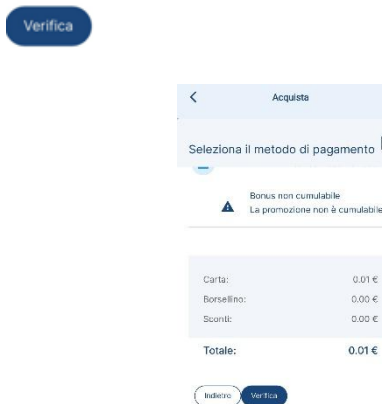 Verifica
Acquista
Seleziona il metodo di pagamento
Bonus non cumulabile
La promozione non è cumulabile
Carta: 0.01 €
Borsellino: 0.00 €
Sconti: 0.00 €
Totale: 0.01 €
Indietro Verifica